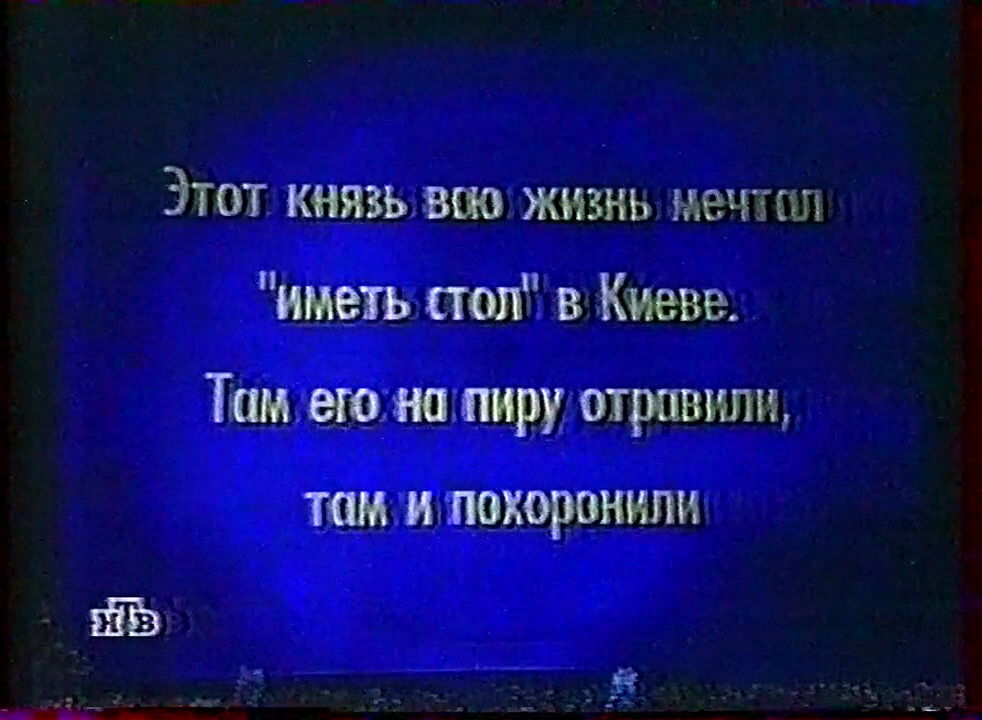 Этот князь всю жизнь мечтал
"иметь стол" в Киеве.
Там его на пиру отравили,
там и похоронили
НТВ